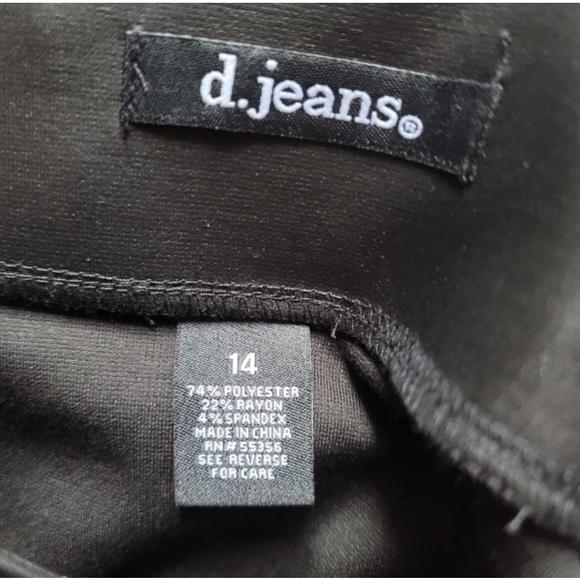 d.jeans®
14
74% POLYESTER
22% RAYON
4% SPANDEX
MADE IN CHINA
RN# 55356
SEE REVERSE
FOR CARE